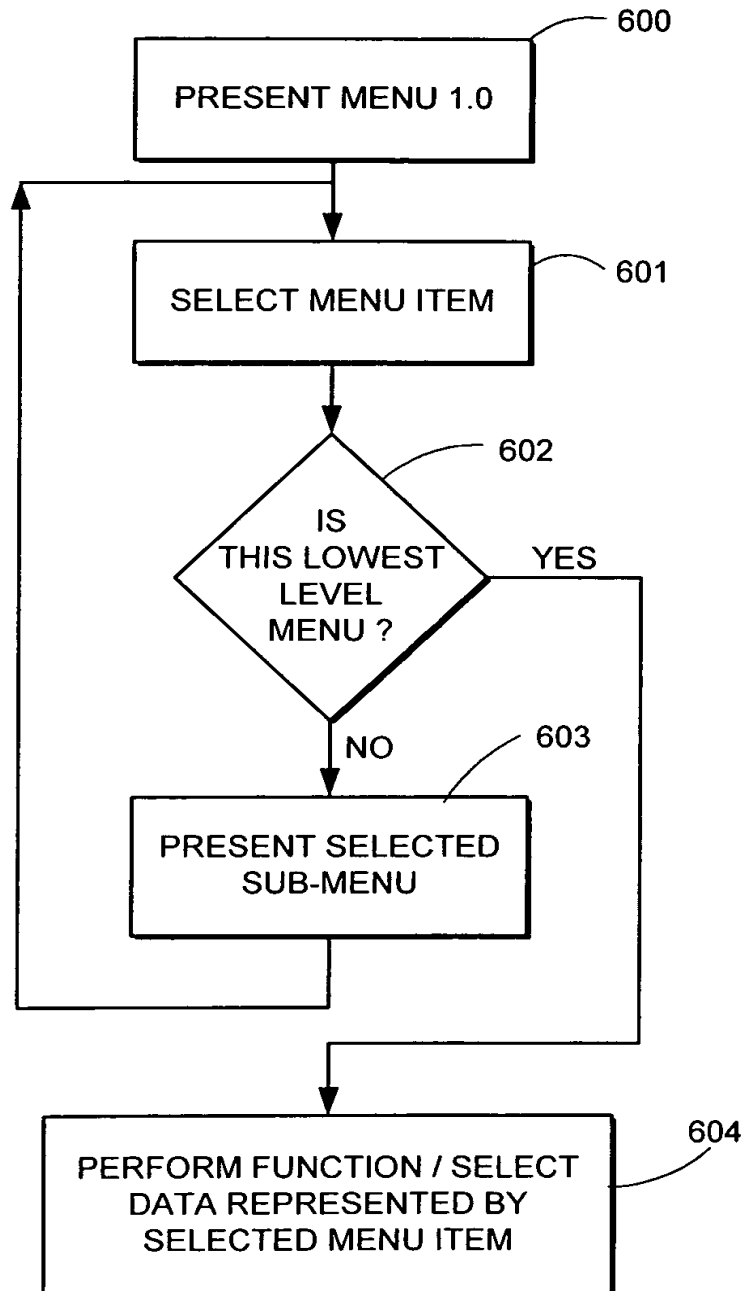 600
PRESENT MENU 1.0
601
SELECT MENU ITEM
602
IS
THIS LOWEST
LEVEL
MENU ?
YES
NO
603
PRESENT SELECTED
SUB-MENU
604
PERFORM FUNCTION / SELECT
DATA REPRESENTED BY
SELECTED MENU ITEM